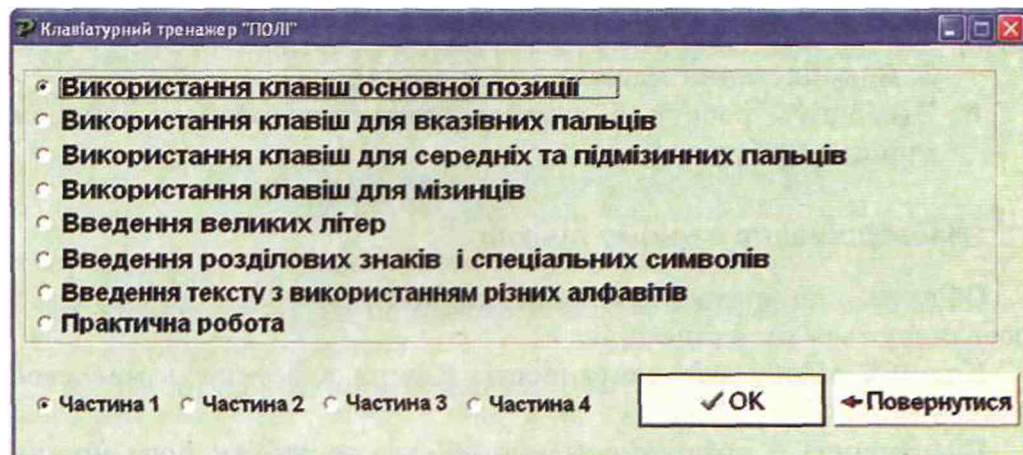 Клавіатурний тренажер "ПОЛІ"
Використання клавіш основної позиції
Використання клавіш для вказівних пальців
Використання клавіш для середніх та підмізинних пальців
Використання клавіш для мізинців
Введення великих літер
Введення розділових знаків і спеціальних символів
Введення тексту з використанням різних алфавітів
Практична робота
Частина 1 Частина 2 Частина 3 Частина 4 ОК Повернутися